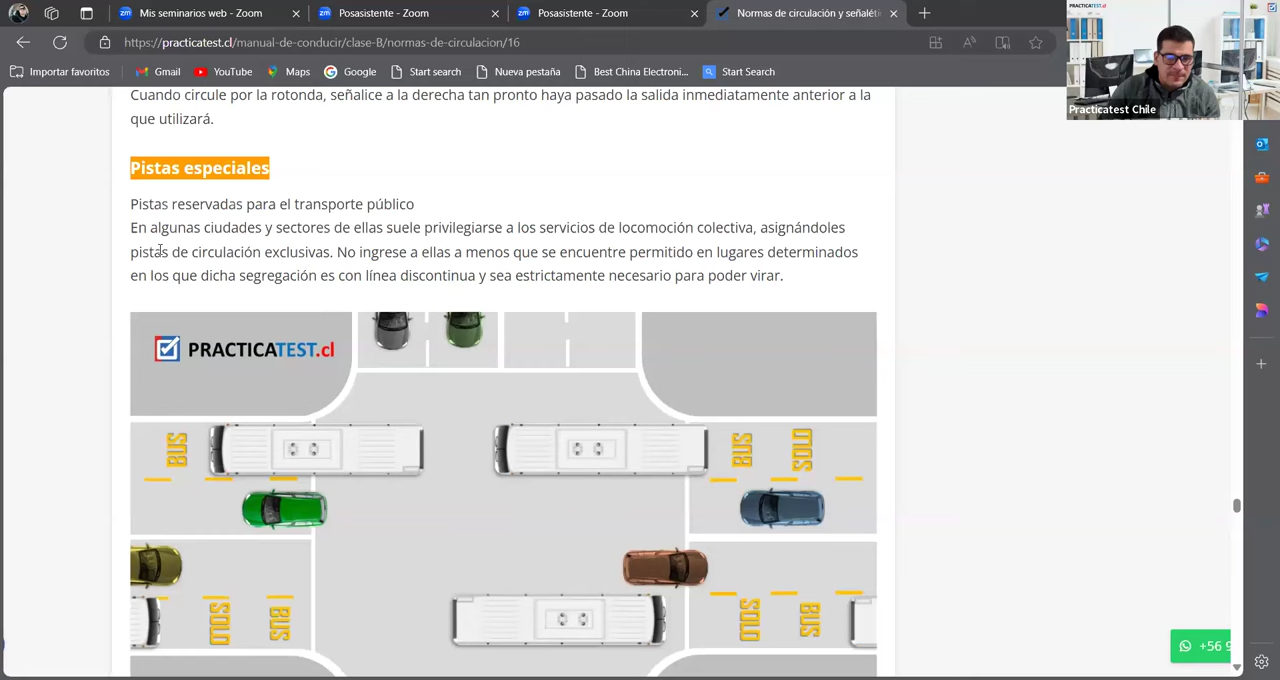 Mis seminarios web - Zoom
Posasistente - Zoom
Posasistente - Zoom
Normas de circulación y señaléti
https://practicatest.cl/manual-de-conducir/clase-B/normas-de-circulacion/16
Importar favoritos
Gmail
YouTube
Maps
Google
Start search
Nueva pestaña
Best China Electroni...
Start Search
PRACTICATEST.cl
Practicatest Chile
Cuando circule por la rotonda, señalice a la derecha tan pronto haya pasado la salida inmediatamente anterior a la
que utilizará.
Pistas especiales
Pistas reservadas para el transporte público
En algunas ciudades y sectores de ellas suele privilegiarse a los servicios de locomoción colectiva, asignándoles
pistas de circulación exclusivas. No ingrese a ellas a menos que se encuentre permitido en lugares determinados
en los que dicha segregación es con línea discontinua y sea estrictamente necesario para poder virar.
PRACTICATEST.cl
BUS
BUS
SOLO
SOLO
BUS
SOLO
BUS
+56 9